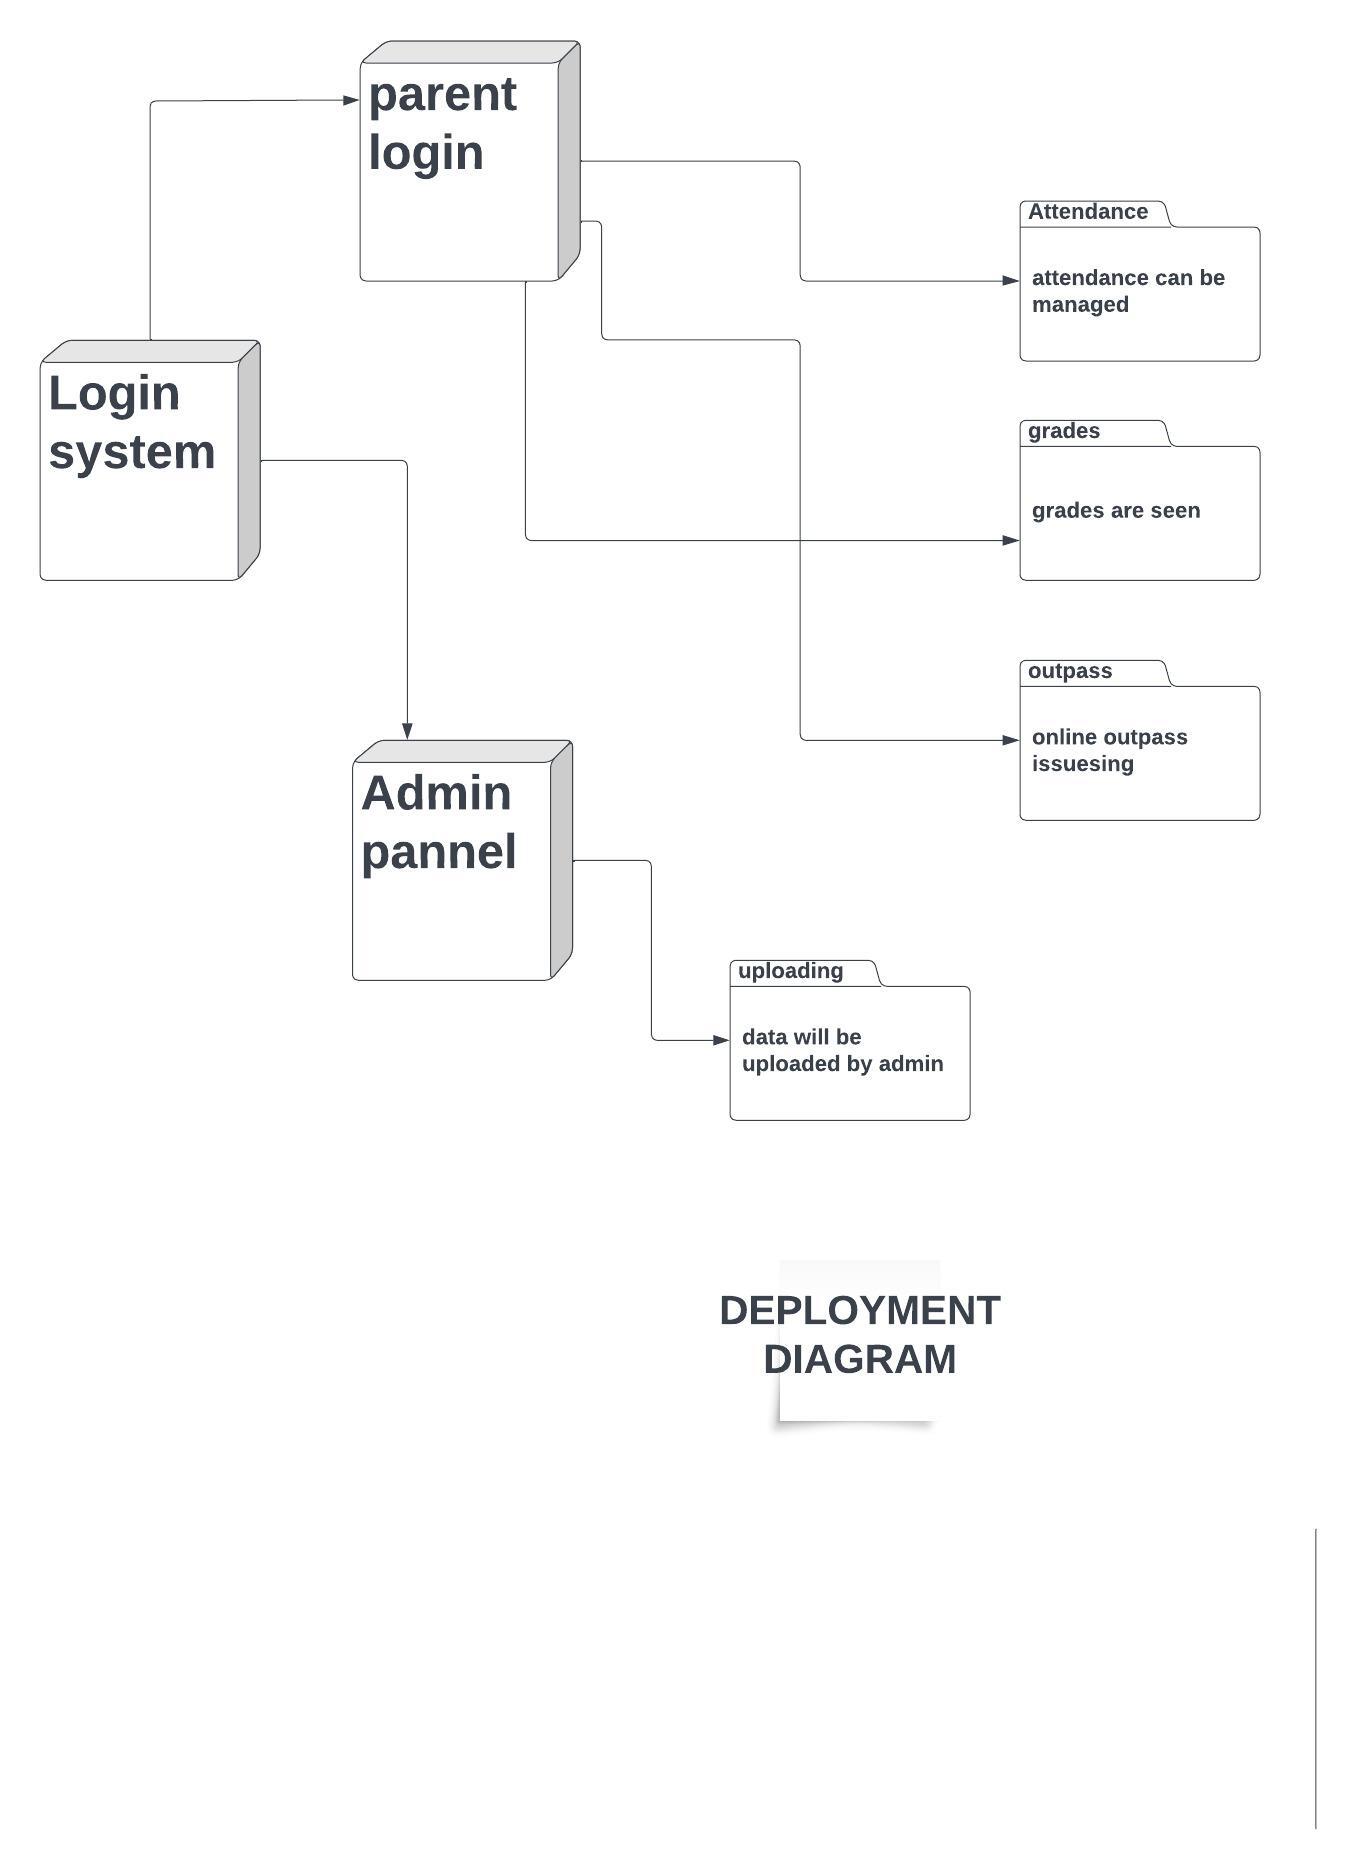 parent
login
Attendance
attendance can be
managed
Login
system
grades
grades are seen
outpass
online outpass
issuesing
Admin
pannel
uploading
data will be
uploaded by admin
DEPLOYMENT
DIAGRAM